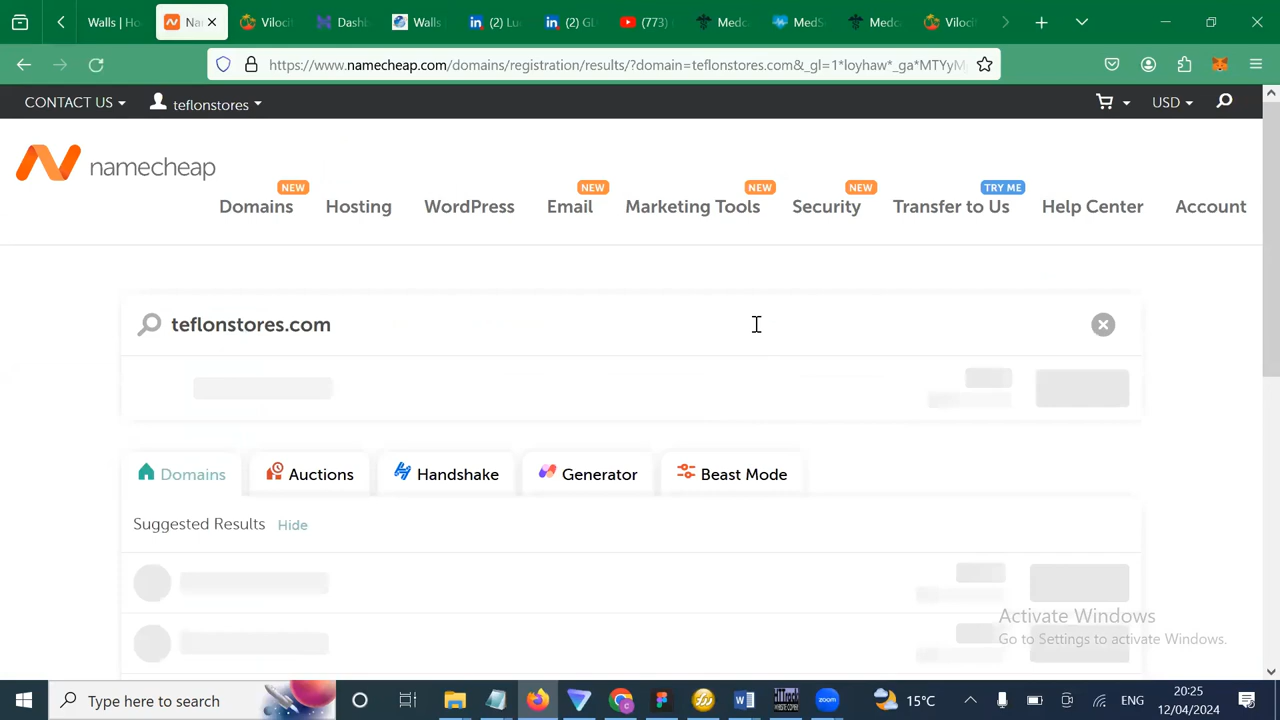 Walls | Ho
Na
Viloci
Dashb
Walls
(2) Lu
(2) Gl
(773)
Medc
MedS
Medo
Viloci
https://www.namecheap.com/domains/registration/results/?domain=teflonstores.com&_gl=1*loyhaw*_ga*MTYyM
CONTACT US
teflonstores
USD
namecheap
NEW
NEW
NEW
NEW
TRY ME
Domains
Hosting
WordPress
Email
Marketing Tools
Security
Transfer to Us
Help Center
Account
teflonstores.com
Domains
Auctions
Handshake
Generator
Beast Mode
Suggested Results Hide
Activate Windows
Go to Settings to activate Windows.
Type here to search
15°C
ENG
20:25
12/04/2024